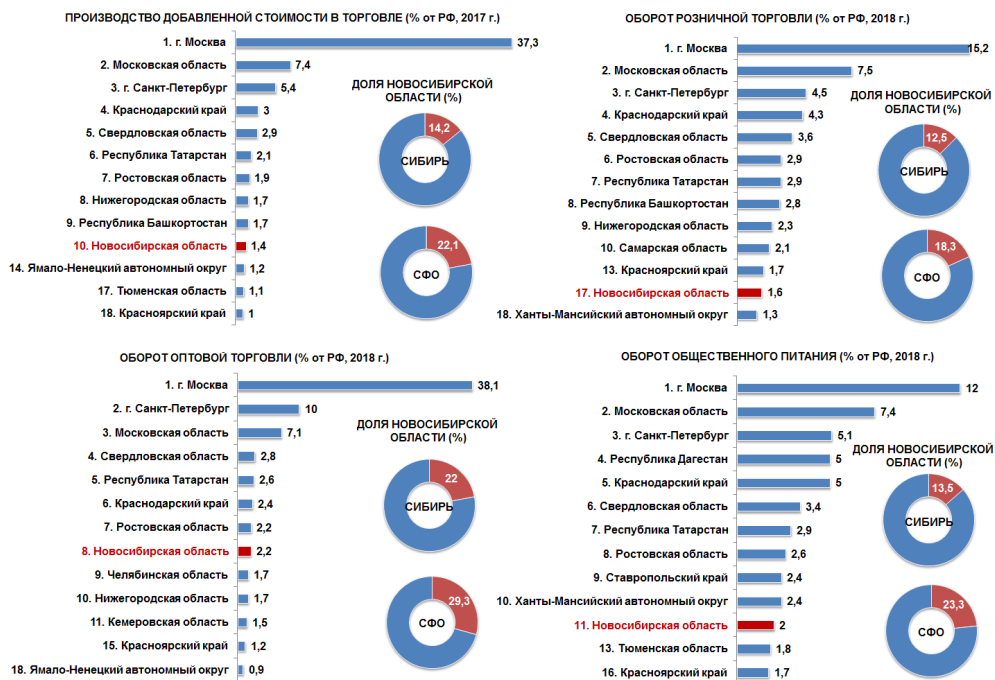 ПРОИЗВОДСТВО ДОБАВЛЕННОЙ СТОИМОСТИ В ТОРГОВЛЕ (% от РФ, 2017 г.)
1. г. Москва 37,3
2. Московская область 7,4
3. г. Санкт-Петербург 5,4
4. Краснодарский край 3
5. Свердловская область 2,9
6. Республика Татарстан 2,1
7. Ростовская область 1,9
8. Нижегородская область 1,7
9. Республика Башкортостан 1,7
10. Новосибирская область 1,4
14. Ямало-Ненецкий автономный округ 1,2
17. Тюменская область 1,1
18. Красноярский край 1
ДОЛЯ НОВОСИБИРСКОЙ
ОБЛАСТИ (%)
14,2
СИБИРЬ
22,1
СФО
ОБОРОТ РОЗНИЧНОЙ ТОРГОВЛИ (% от РФ, 2018 г.)
1. г. Москва 15,2
2. Московская область 7,5
3. г. Санкт-Петербург 4,5
4. Краснодарский край 4,3
5. Свердловская область 3,6
6. Ростовская область 2,9
7. Республика Татарстан 2,9
8. Республика Башкортостан 2,8
9. Нижегородская область 2,3
10. Самарская область 2,1
13. Красноярский край 1,7
17. Новосибирская область 1,6
18. Ханты-Мансийский автономный округ 1,3
ДОЛЯ НОВОСИБИРСКОЙ
ОБЛАСТИ (%)
12,5
СИБИРЬ
18,3
СФО
ОБОРОТ ОПТОВОЙ ТОРГОВЛИ (% от РФ, 2018 г.)
1. г. Москва 38,1
2. г. Санкт-Петербург 10
3. Московская область 7,1
4. Свердловская область 2,8
5. Республика Татарстан 2,6
6. Краснодарский край 2,4
7. Ростовская область 2,2
8. Новосибирская область 2,2
9. Челябинская область 1,7
10. Нижегородская область 1,7
11. Кемеровская область 1,5
15. Красноярский край 1,2
18. Ямало-Ненецкий автономный округ 0,9
ДОЛЯ НОВОСИБИРСКОЙ
ОБЛАСТИ (%)
22
СИБИРЬ
29,3
СФО
ОБОРОТ ОБЩЕСТВЕННОГО ПИТАНИЯ (% от РФ, 2018 г.)
1. г. Москва 12
2. Московская область 7,4
3. г. Санкт-Петербург 5,1
4. Республика Дагестан 5
5. Краснодарский край 5
6. Свердловская область 3,4
7. Республика Татарстан 2,9
8. Ростовская область 2,6
9. Ставропольский край 2,4
10. Ханты-Мансийский автономный округ 2,4
11. Новосибирская область 2
13. Тюменская область 1,8
16. Красноярский край 1,7
ДОЛЯ НОВОСИБИРСКОЙ
ОБЛАСТИ (%)
13,5
СИБИРЬ
23,3
СФО